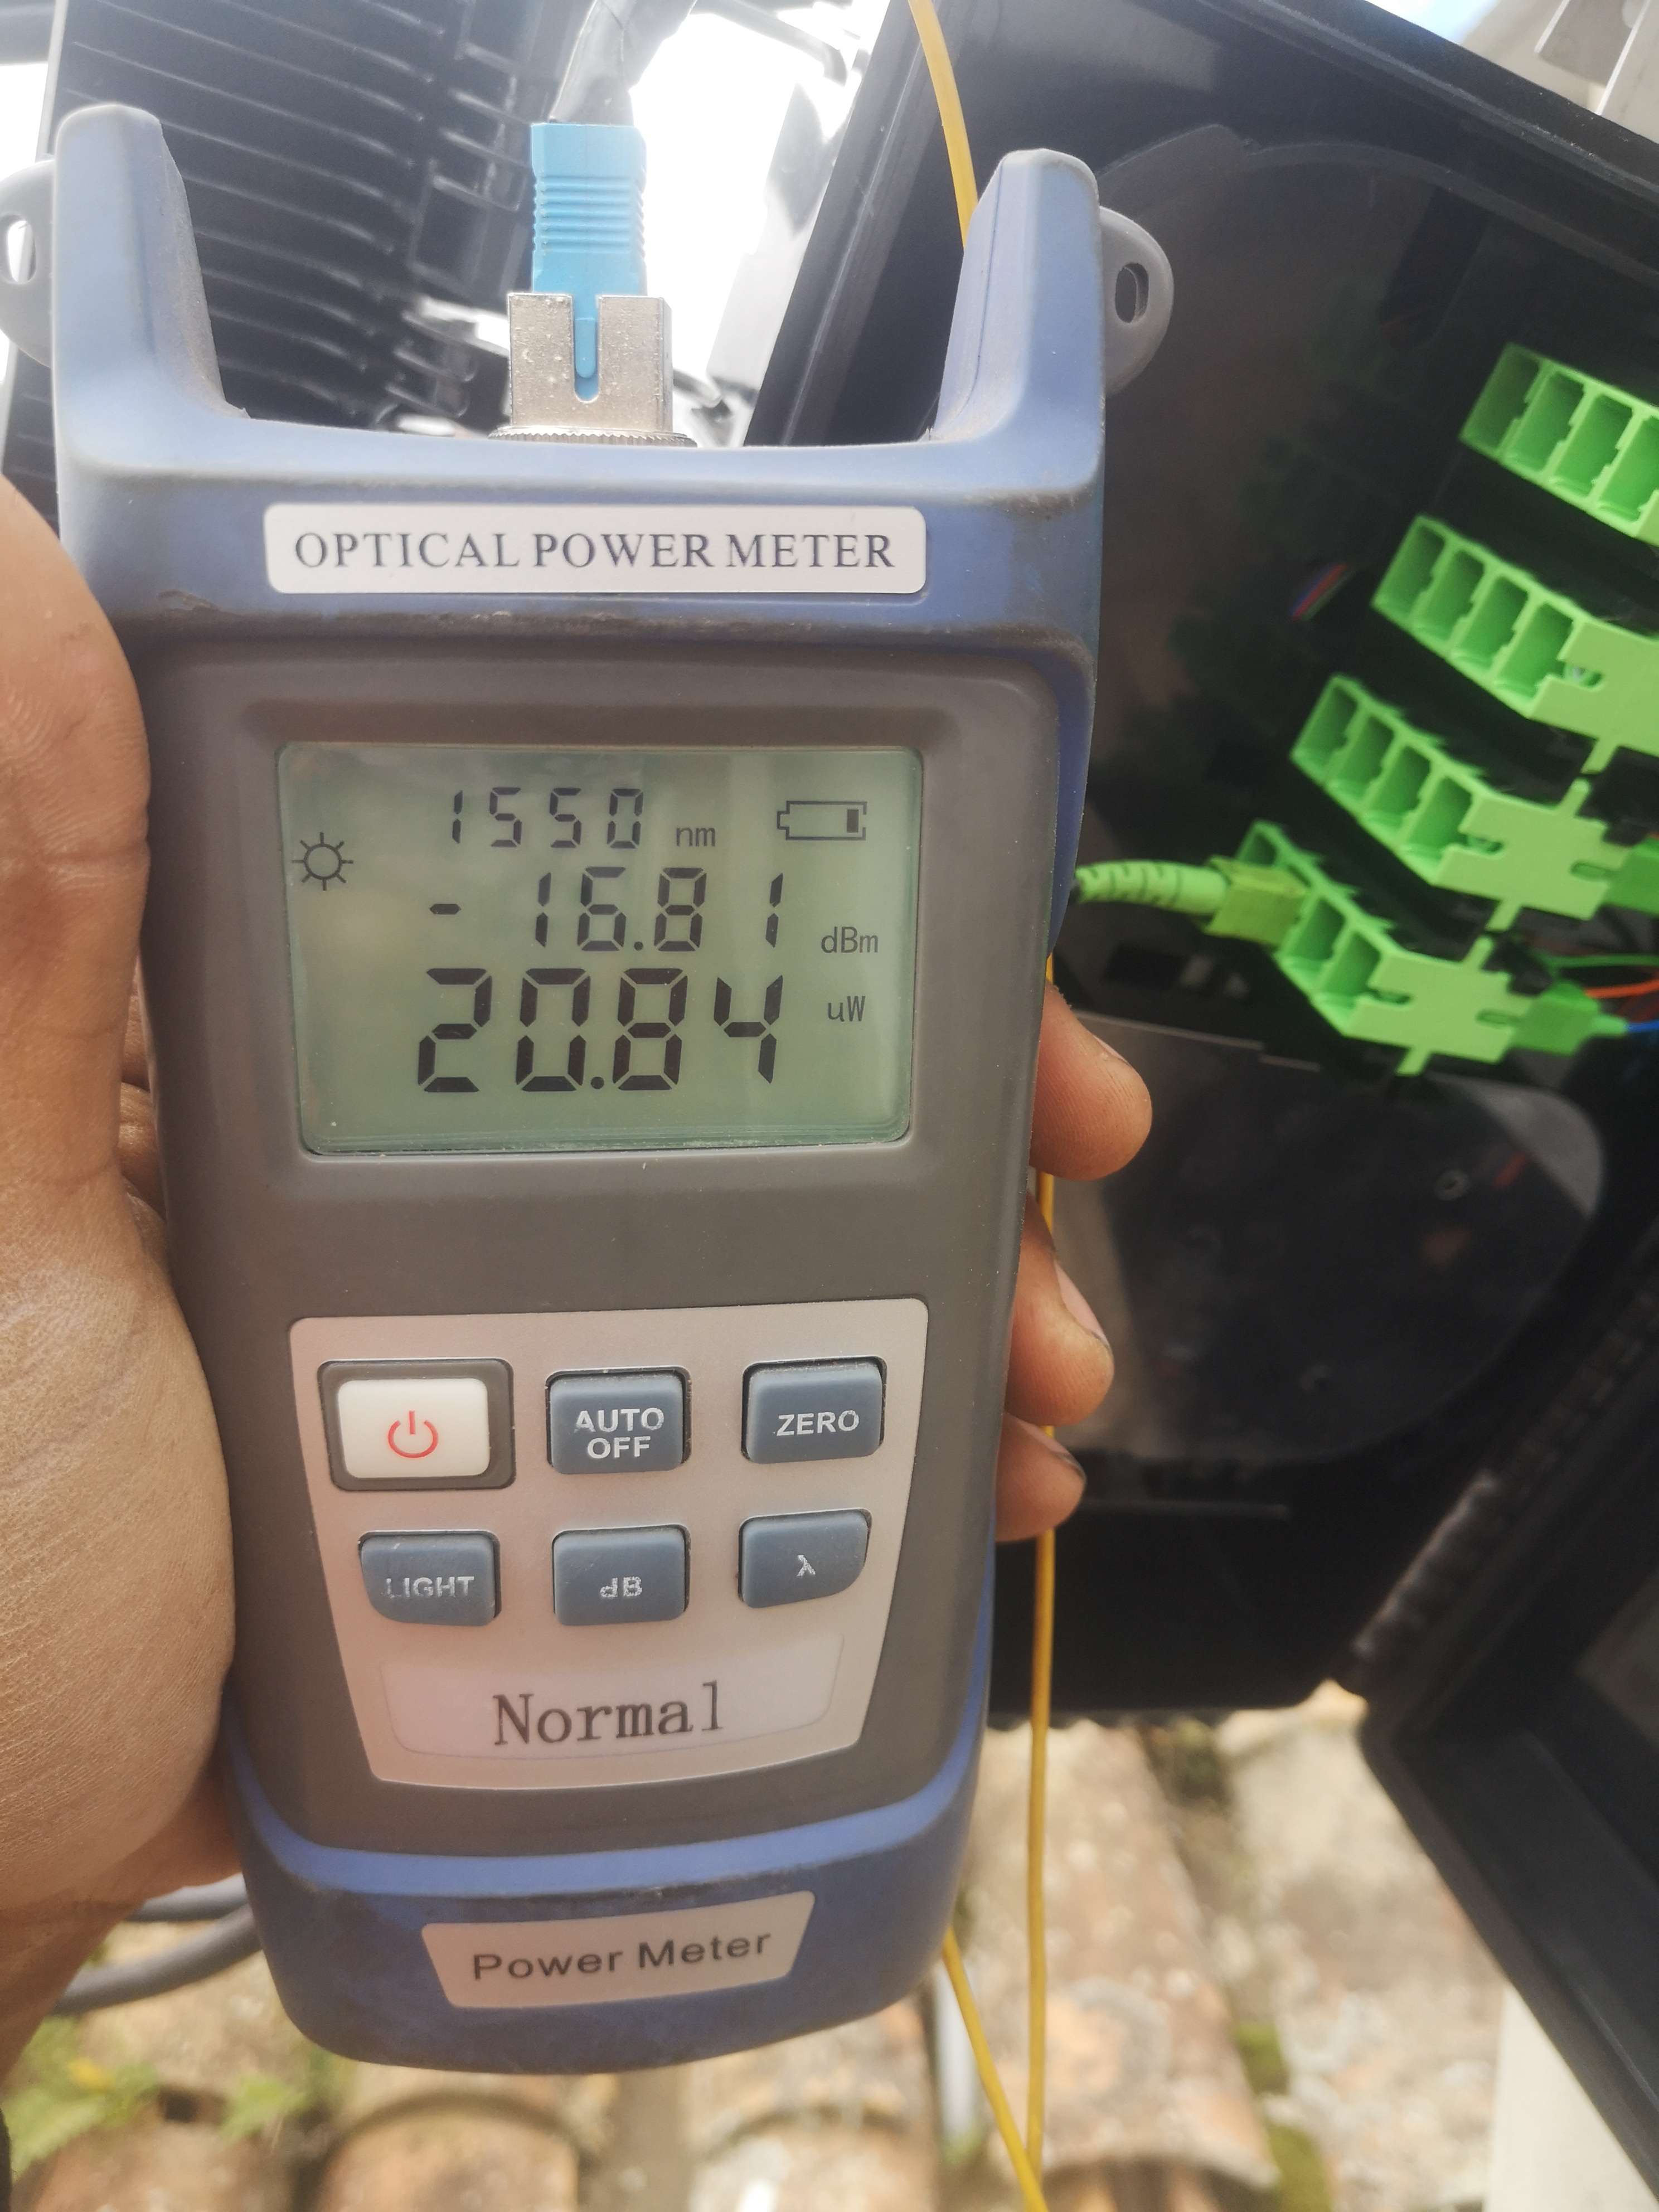 OPTICAL POWER METER
1550 nm
-16.81 dBm
20.84 uW
AUTO OFF
ZERO
LIGHT
dB
λ
Normal
Power Meter